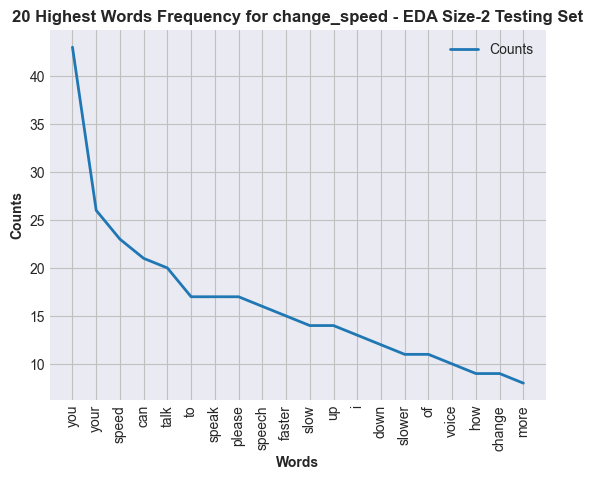 20 Highest Words Frequency for change_speed - EDA Size-2 Testing Set
Counts
40
35
30
25
20
15
10
Counts
you
your
speed
can
talk
to
speak
please
speech
faster
slow
up
i
down
slower
of
voice
how
change
more
Words